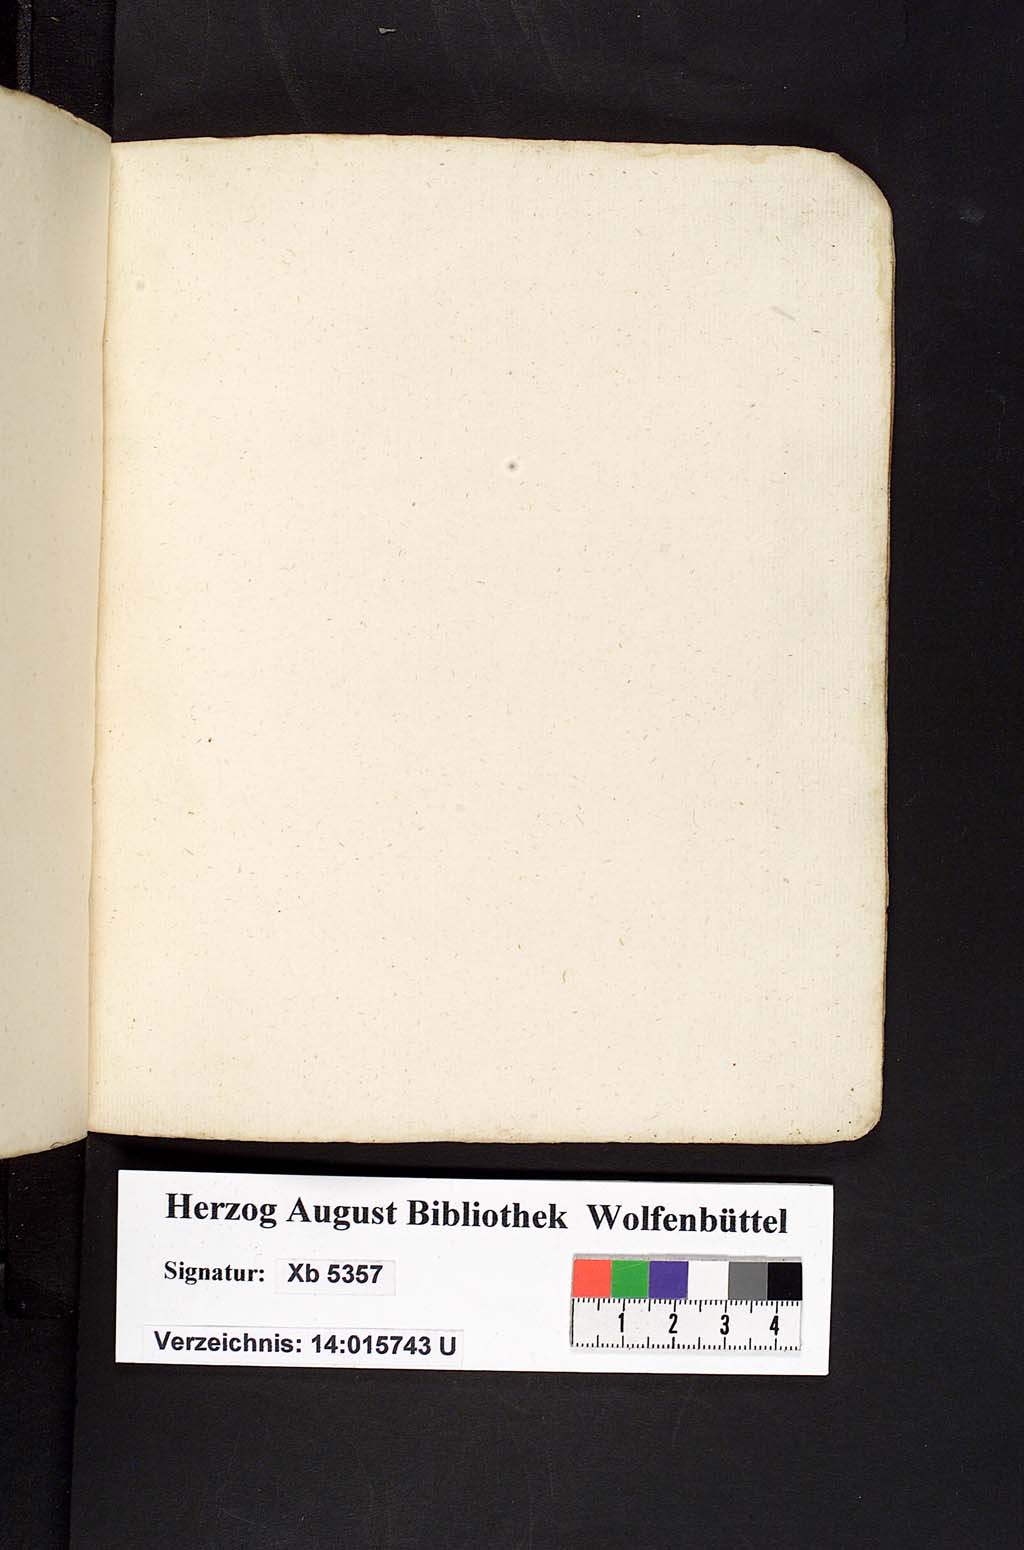 Herzog August Bibliothek Wolfenbüttel
Signatur: Xb 5357
Verzeichnis: 14:015743 U
1 2 3 4